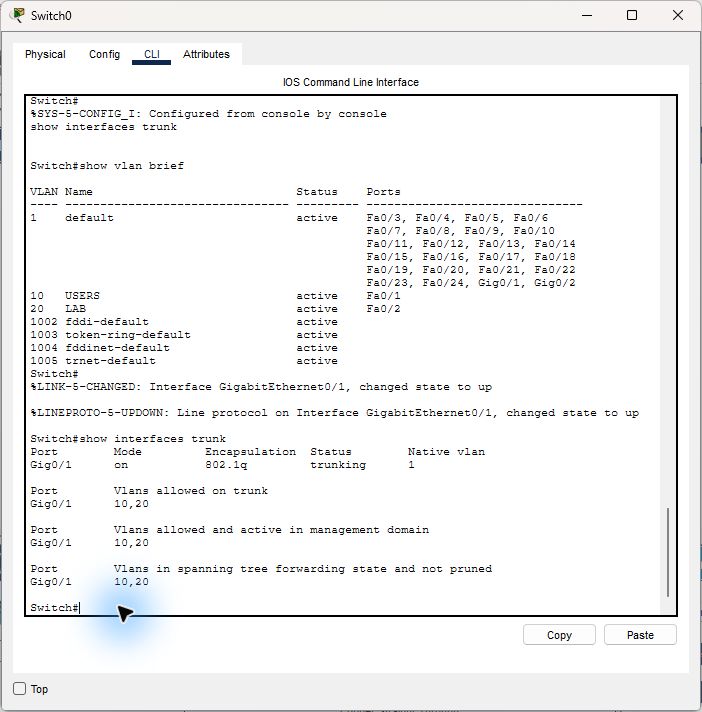 Switch0
Physical Config CLI Attributes
IOS Command Line Interface
Switch#
%SYS-5-CONFIG_I: Configured from console by console
show interfaces trunk
Switch#show vlan brief
VLAN Name Status Ports
---- -------------------------------- --------- -------------------------------
1 default active Fa0/3, Fa0/4, Fa0/5, Fa0/6
Fa0/7, Fa0/8, Fa0/9, Fa0/10
Fa0/11, Fa0/12, Fa0/13, Fa0/14
Fa0/15, Fa0/16, Fa0/17, Fa0/18
Fa0/19, Fa0/20, Fa0/21, Fa0/22
Fa0/23, Fa0/24, Gig0/1, Gig0/2
10 USERS active Fa0/1
20 LAB active Fa0/2
1002 fddi-default active
1003 token-ring-default active
1004 fddinet-default active
1005 trnet-default active
Switch#
%LINK-5-CHANGED: Interface GigabitEthernet0/1, changed state to up
%LINEPROTO-5-UPDOWN: Line protocol on Interface GigabitEthernet0/1, changed state to up
Switch#show interfaces trunk
Port Mode Encapsulation Status Native vlan
Gig0/1 on 802.1q trunking 1
Port Vlans allowed on trunk
Gig0/1 10,20
Port Vlans allowed and active in management domain
Gig0/1 10,20
Port Vlans in spanning tree forwarding state and not pruned
Gig0/1 10,20
Switch#
Copy Paste
Top